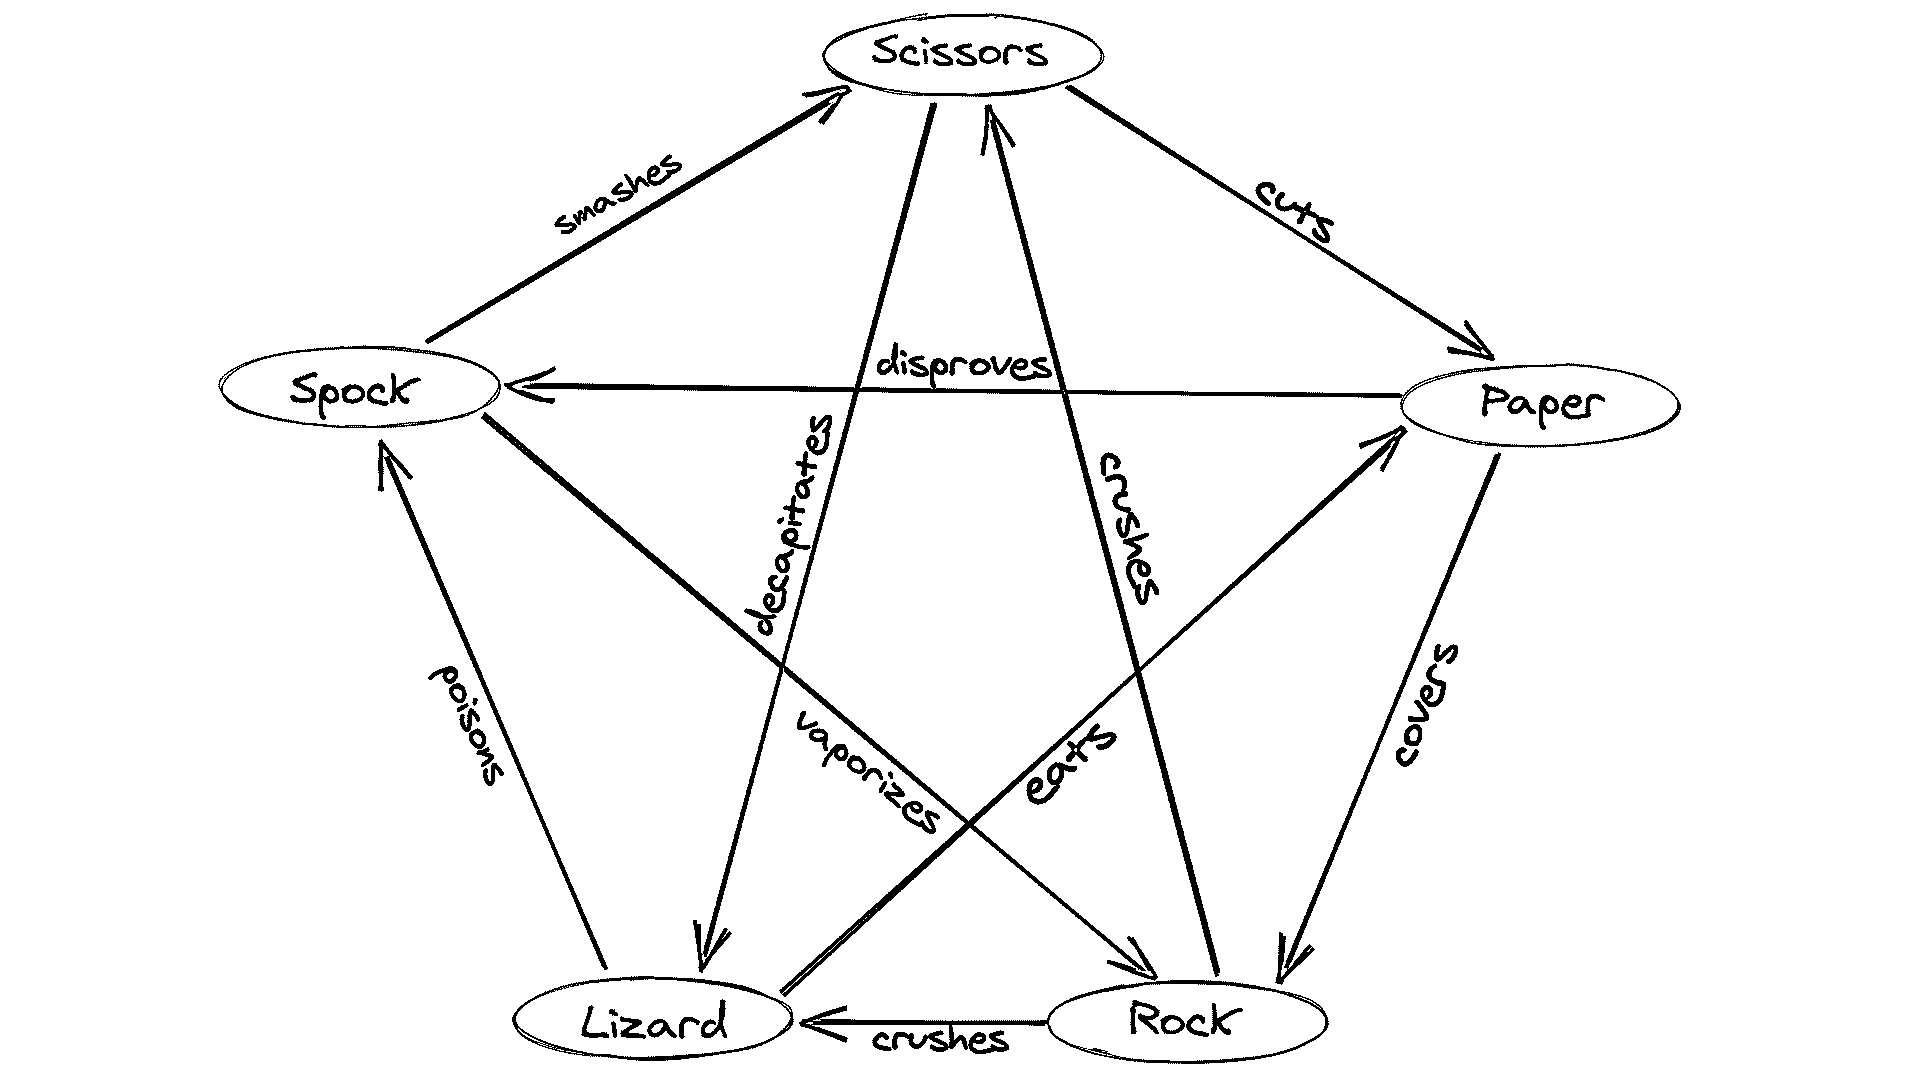 Scissors
smashes
cuts
disproves
Spock
Paper
decapitates
crushes
poisons
vaporizes
eats
covers
Lizard
crushes
Rock